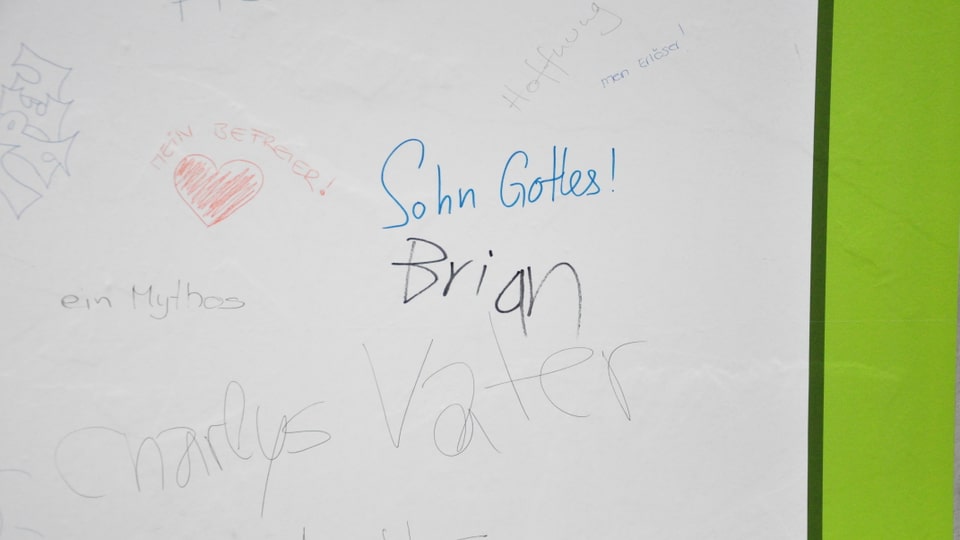 Hoffnung
mein Erlöser!
MEIN BEFREIER!
Sohn Gottes!
Brian
ein Mythos
Charlys Vater